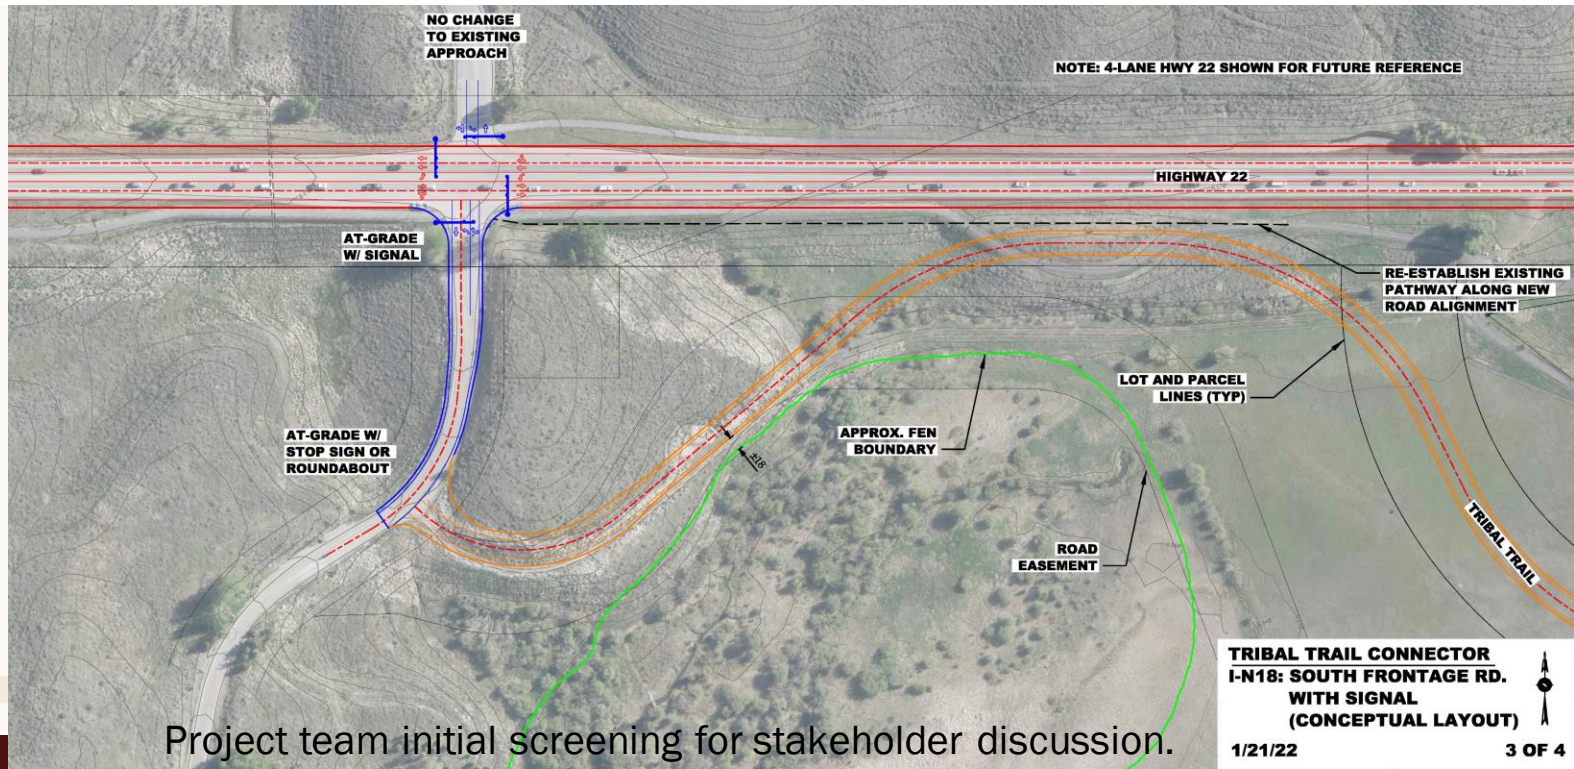 NO CHANGE
TO EXISTING
APPROACH
NOTE: 4-LANE HWY 22 SHOWN FOR FUTURE REFERENCE
HIGHWAY 22
AT-GRADE
W/ SIGNAL
RE-ESTABLISH EXISTING
PATHWAY ALONG NEW
ROAD ALIGNMENT
LOT AND PARCEL
LINES (TYP)
AT-GRADE W/
STOP SIGN OR
ROUNDABOUT
APPROX. FEN
BOUNDARY
±18
TRIBAL TRAIL
ROAD
EASEMENT
TRIBAL TRAIL CONNECTOR
I-N18: SOUTH FRONTAGE RD.
WITH SIGNAL
(CONCEPTUAL LAYOUT)
1/21/22 3 OF 4
Project team initial screening for stakeholder discussion.